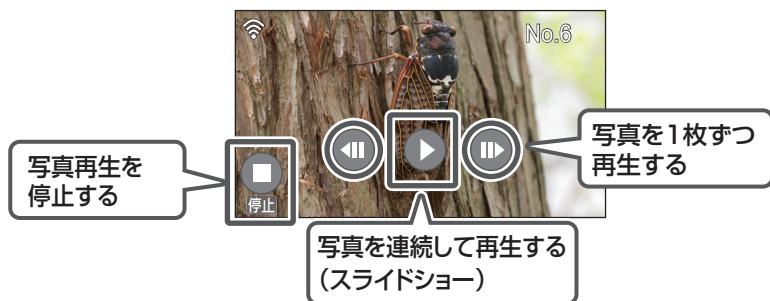 No.6
写真を1枚ずつ
再生する
写真再生を
停止する
停止
写真を連続して再生する
（スライドショー）